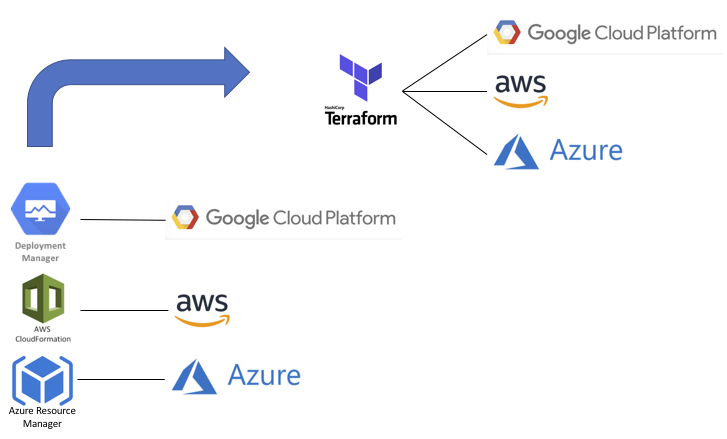 Google Cloud Platform
aws
HashiCorp
Terraform
Azure
Deployment
Manager
Google Cloud Platform
AWS
CloudFormation
aws
Azure Resource
Manager
Azure